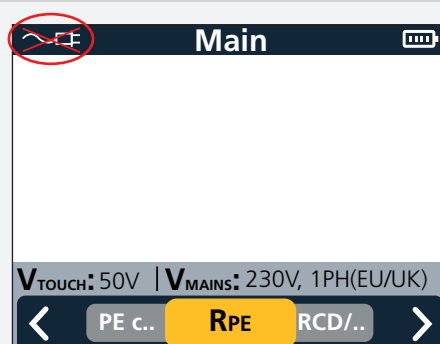 Main
VTOUCH: 50V | VMAINS: 230V, 1PH(EU/UK)
PE c.. RPE RCD/..